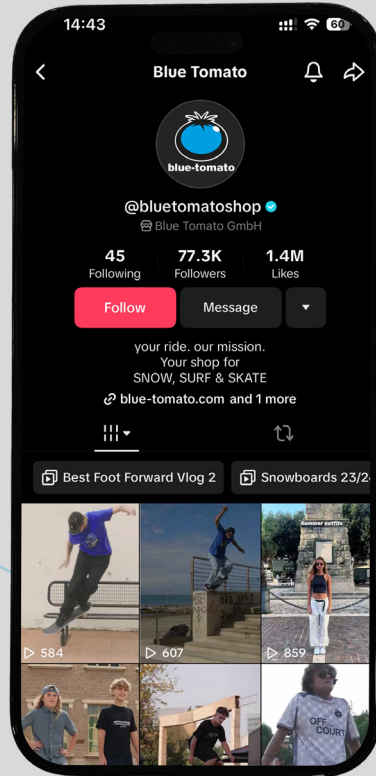 14:43
60
Blue Tomato
blue-tomato
@bluetomatoshop
Blue Tomato GmbH
45 77.3K 1.4M
Following Followers Likes
Follow Message
your ride. our mission.
Your shop for
SNOW, SURF & SKATE
blue-tomato.com and 1 more
Best Foot Forward Vlog 2 Snowboards 23/24
Summer outfits
584 607 859
OFF
COURT